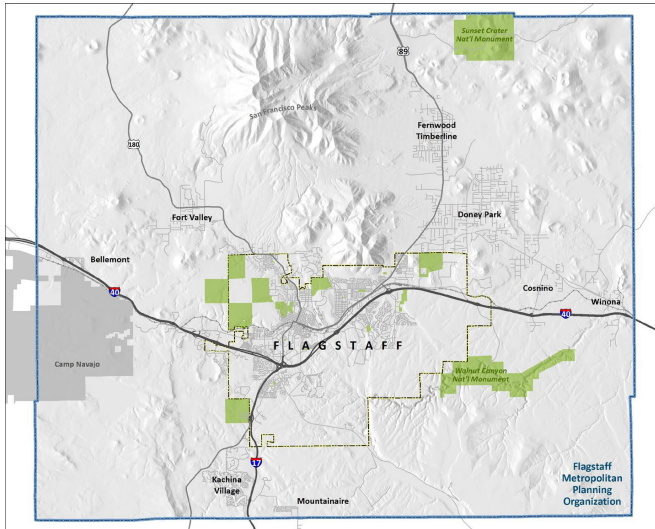 Sunset Crater
Nat'l Monument
89
San Francisco Peaks
Fernwood
Timberline
180
Fort Valley
Doney Park
Bellemont
40
Cosnino
Winona
40
FLAGSTAFF
Camp Navajo
Walnut Canyon
Nat'l Monument
17
Kachina
Village
Mountainaire
Flagstaff
Metropolitan
Planning
Organization